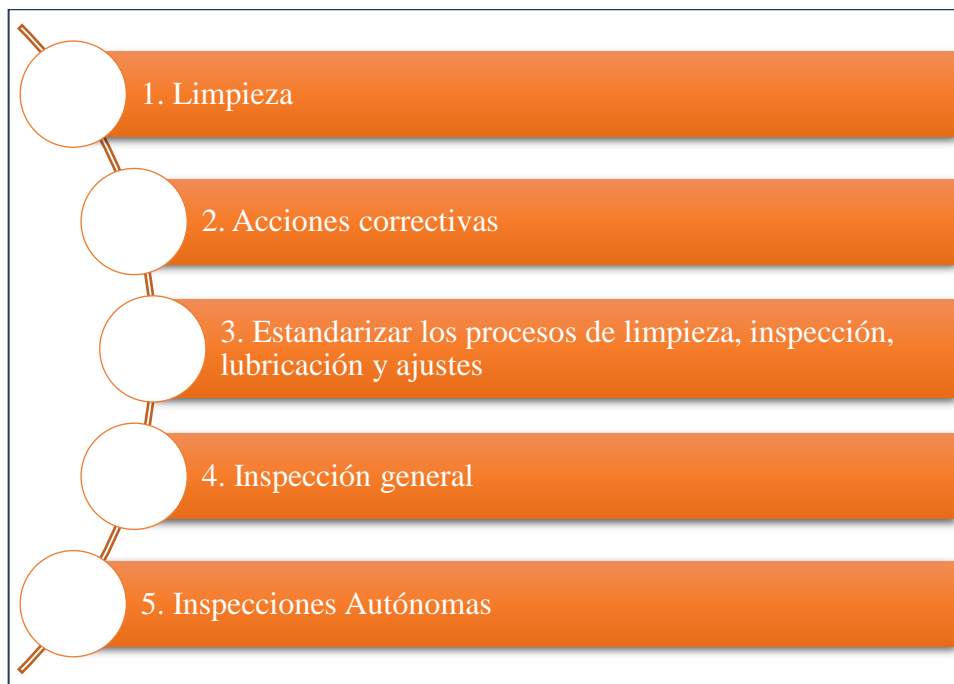 1. Limpieza
2. Acciones correctivas
3. Estandarizar los procesos de limpieza, inspección,
lubricación y ajustes
4. Inspección general
5. Inspecciones Autónomas